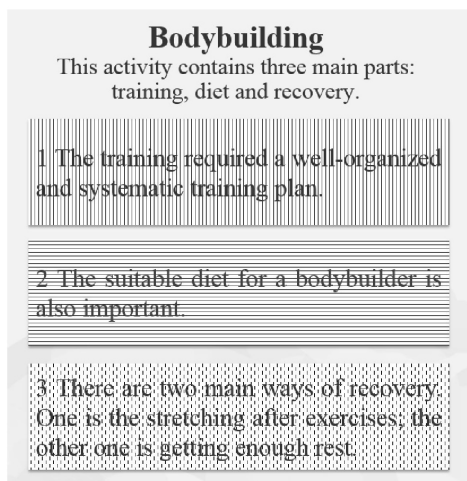 Bodybuilding
This activity contains three main parts:
training, diet and recovery.
1 The training required a well-organized
and systematic training plan.
2 The suitable diet for a bodybuilder is
also important.
3 There are two main ways of recovery.
One is the stretching after exercises; the
other one is getting enough rest.